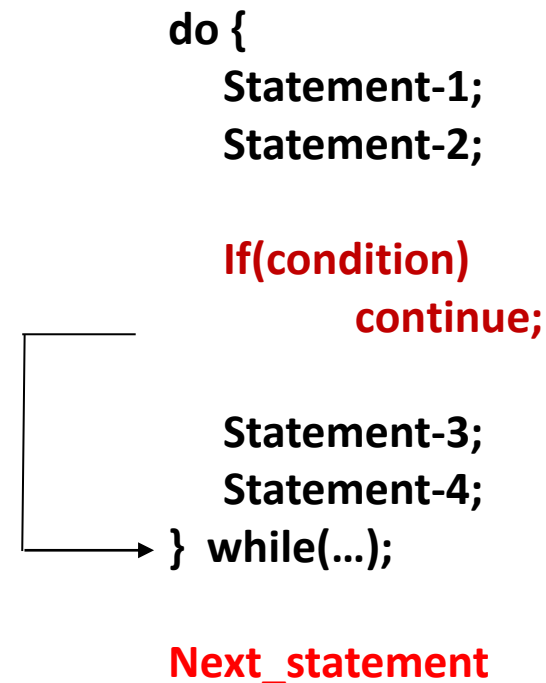 do {
Statement-1;
Statement-2;
If(condition)
continue;
Statement-3;
Statement-4;
} while(…);
Next_statement